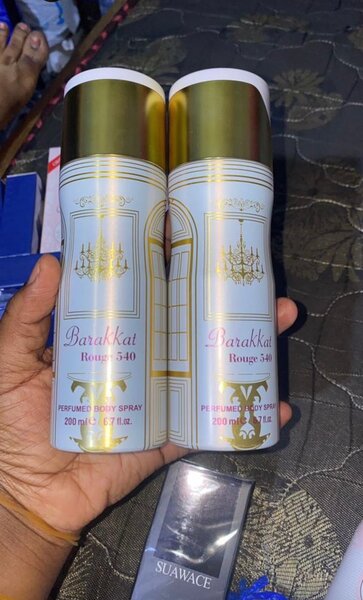 Barakkat
Rouge 540
PERFUMED BODY SPRAY
200 ml ℮ 6.7 fl.oz.
Barakkat
Rouge 540
PERFUMED BODY SPRAY
200 ml ℮ 6.7 fl.oz.
SUAWACE